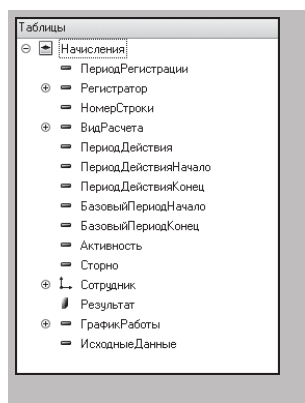 Таблицы
Начисления
ПериодРегистрации
Регистратор
НомерСтроки
ВидРасчета
ПериодДействия
ПериодДействияНачало
ПериодДействияКонец
БазовыйПериодНачало
БазовыйПериодКонец
Активность
Сторно
Сотрудник
Результат
ГрафикРаботы
ИсходныеДанные